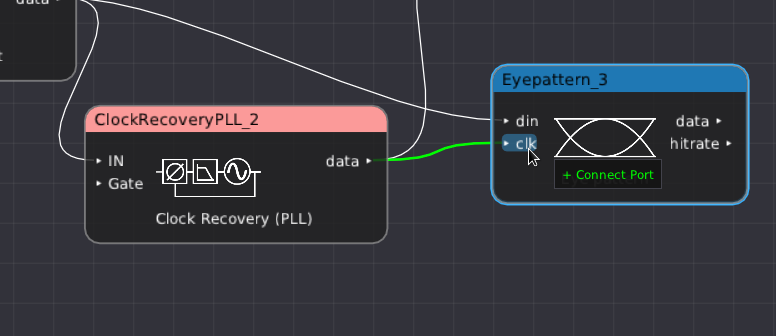 data
t
ClockRecoveryPLL_2
IN
Gate
data
Clock Recovery (PLL)
Eyepattern_3
din
clk
data
hitrate
+ Connect Port